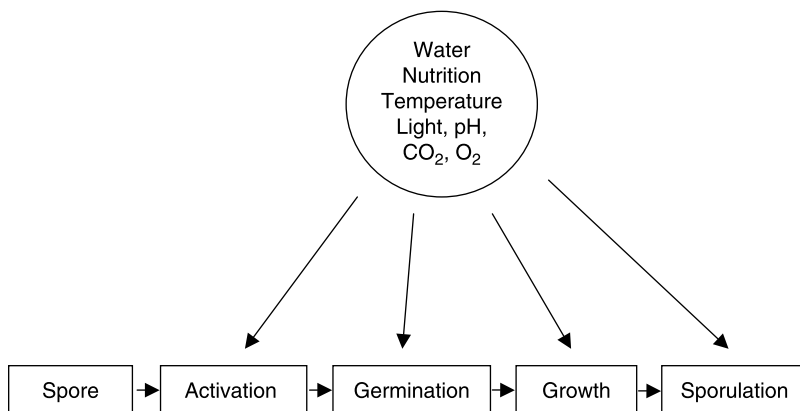 Water
Nutrition
Temperature
Light, pH,
CO₂, O₂
Spore
Activation
Germination
Growth
Sporulation